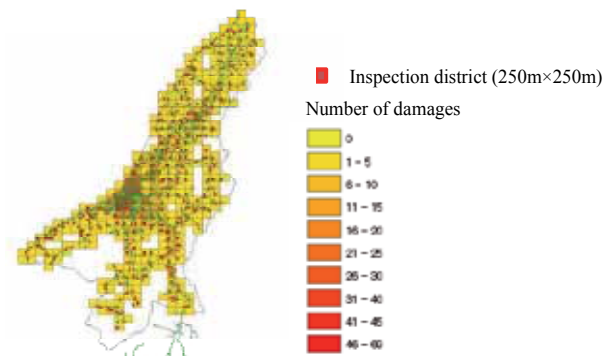 Inspection district (250m×250m)
Number of damages
0
1 – 5
6 – 10
11 – 15
16 – 20
21 – 25
26 – 30
31 – 40
41 – 45
46 – 69